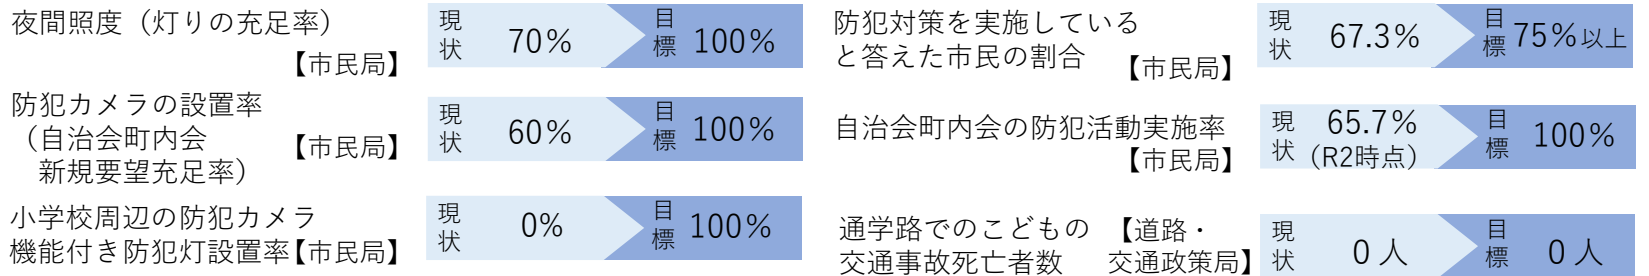 夜間照度（灯りの充足率）
【市民局】
現状 70% 目標 100%
防犯カメラの設置率
（自治会町内会
新規要望充足率）
【市民局】
現状 60% 目標 100%
小学校周辺の防犯カメラ
機能付き防犯灯設置率【市民局】
現状 0% 目標 100%
防犯対策を実施している
と答えた市民の割合
【市民局】
現状 67.3% 目標 75%以上
自治会町内会の防犯活動実施率
【市民局】
現状 65.7%
（R2時点）
目標 100%
通学路でのこどもの
交通事故死亡者数
【道路・
交通政策局】
現状 0人 目標 0人